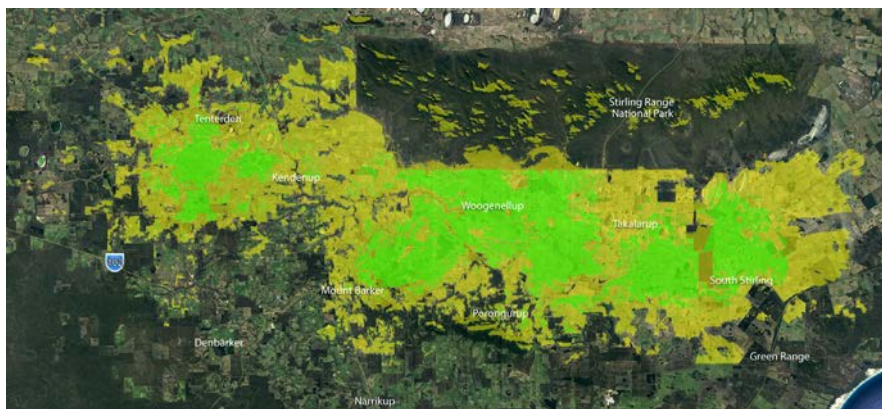 Stirling Range
National Park
Tenterden
Kendenup
Woogenellup
Takalarup
South Stirling
Mount Barker
Porongurup
Denbarker
Green Range
Narrikup